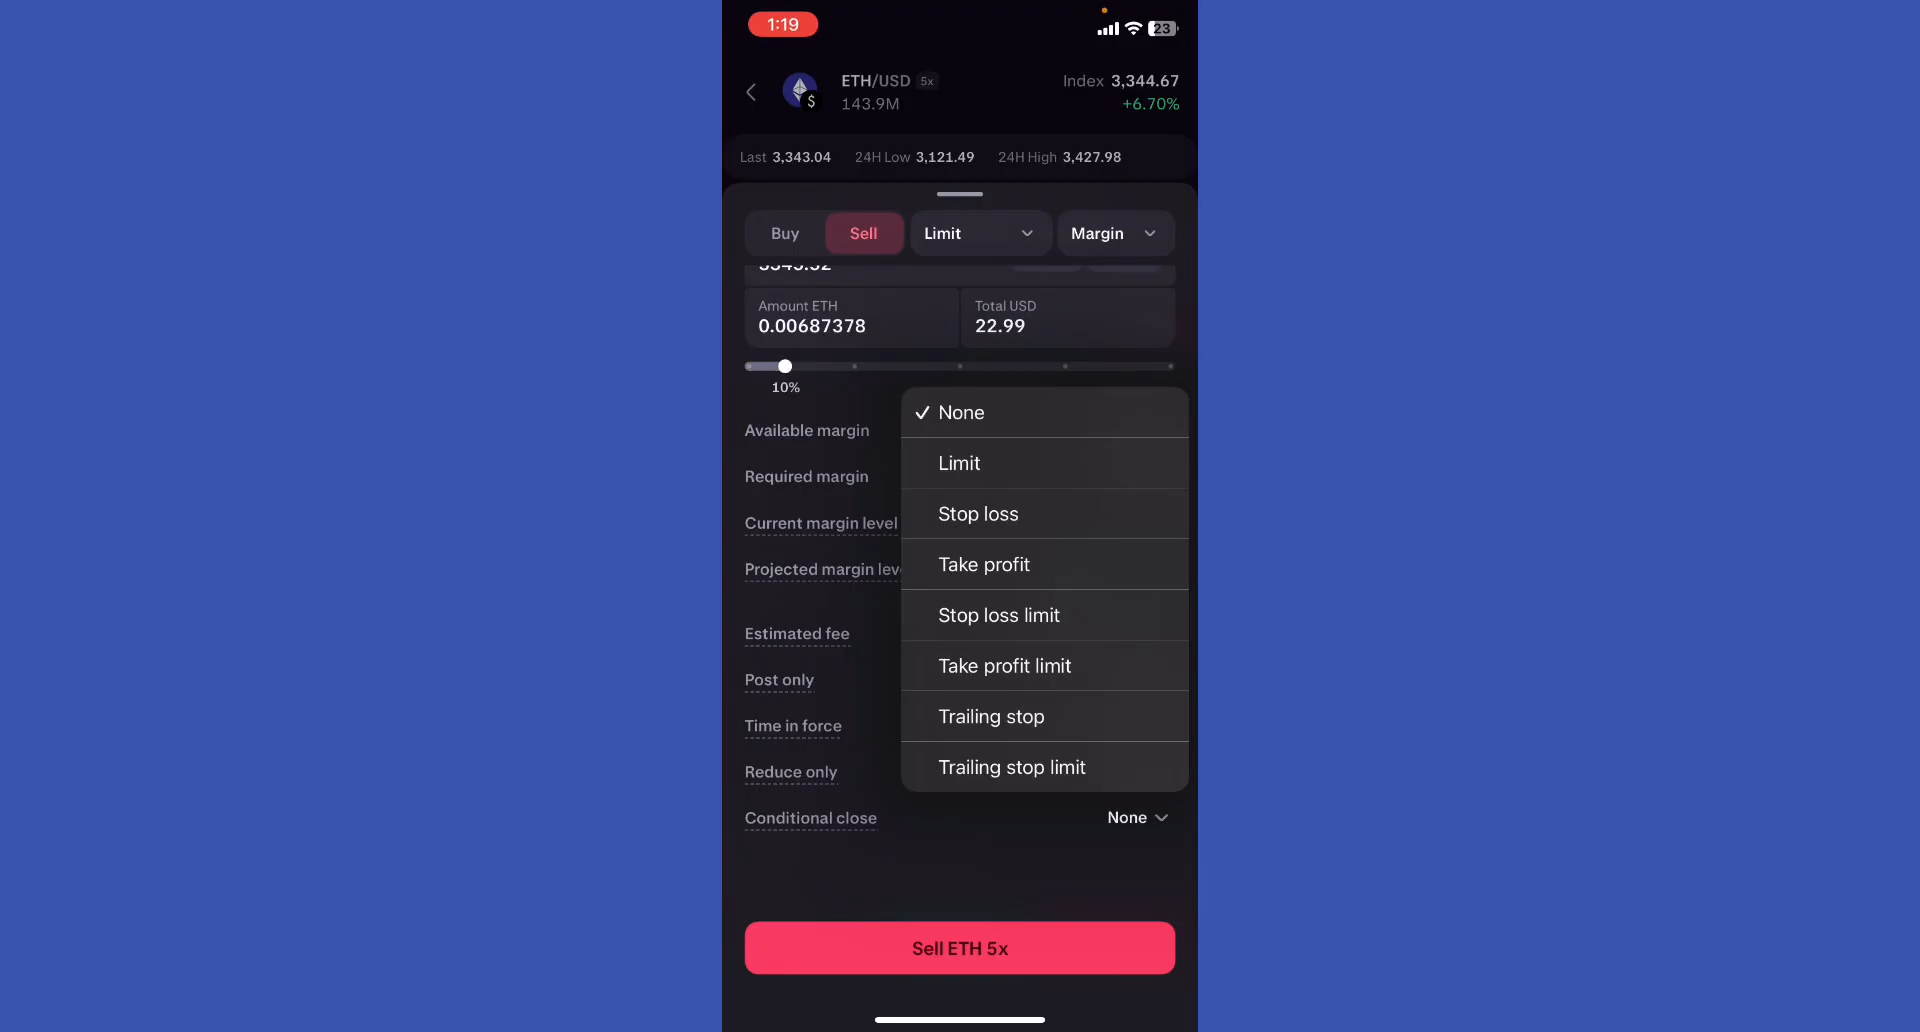 1:19
23
ETH/USD 5x
Index 3,344.67
143.9M
+6.70%
Last 3,343.04 24H Low 3,121.49 24H High 3,427.98
Buy Sell Limit Margin
Amount ETH
Total USD
0.00687378
22.99
10%
None
Available margin
Limit
Required margin
Stop loss
Current margin level
Take profit
Projected margin
Stop loss limit
Estimated fee
Take profit limit
Post only
Trailing stop
Time in force
Trailing stop limit
Reduce only
Conditional close None
Sell ETH 5x